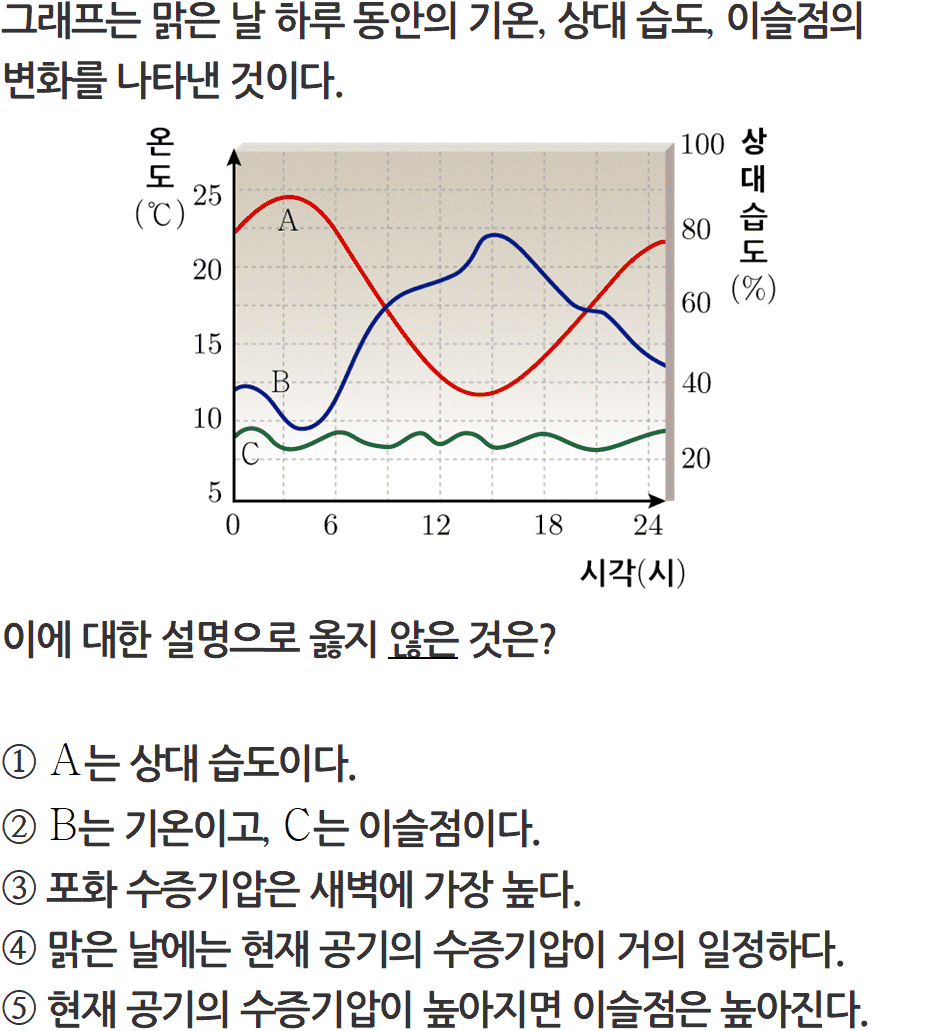 그래프는 맑은 날 하루 동안의 기온, 상대 습도, 이슬점의
변화를 나타낸 것이다.
온도(℃)
상대습도(%)
25
20
15
10
5
100
80
60
40
20
A
B
C
0 6 12 18 24
시각(시)
이에 대한 설명으로 옳지 않은 것은?
① A는 상대 습도이다.
② B는 기온이고, C는 이슬점이다.
③ 포화 수증기압은 새벽에 가장 높다.
④ 맑은 날에는 현재 공기의 수증기압이 거의 일정하다.
⑤ 현재 공기의 수증기압이 높아지면 이슬점은 높아진다.